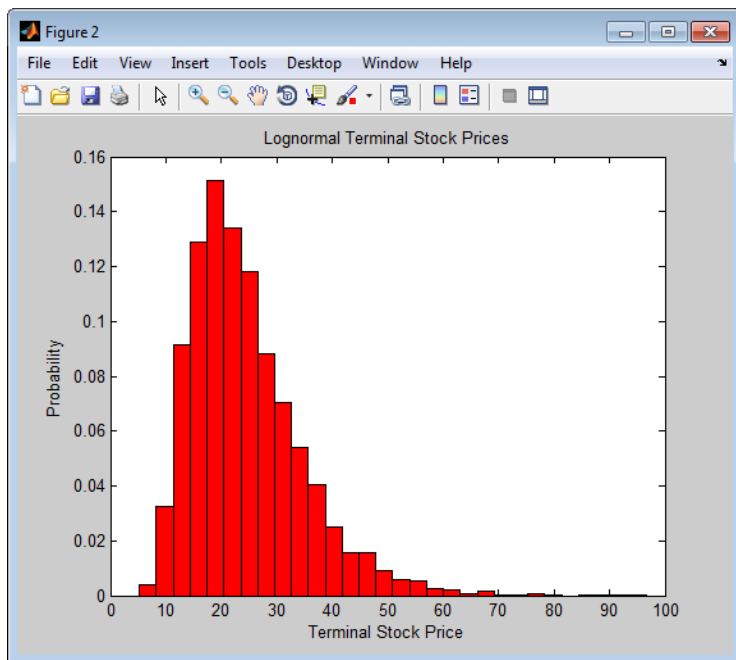 Figure 2
File Edit View Insert Tools Desktop Window Help
Lognormal Terminal Stock Prices
0.16
0.14
0.12
0.1
0.08
0.06
0.04
0.02
0
Probability
0 10 20 30 40 50 60 70 80 90 100
Terminal Stock Price